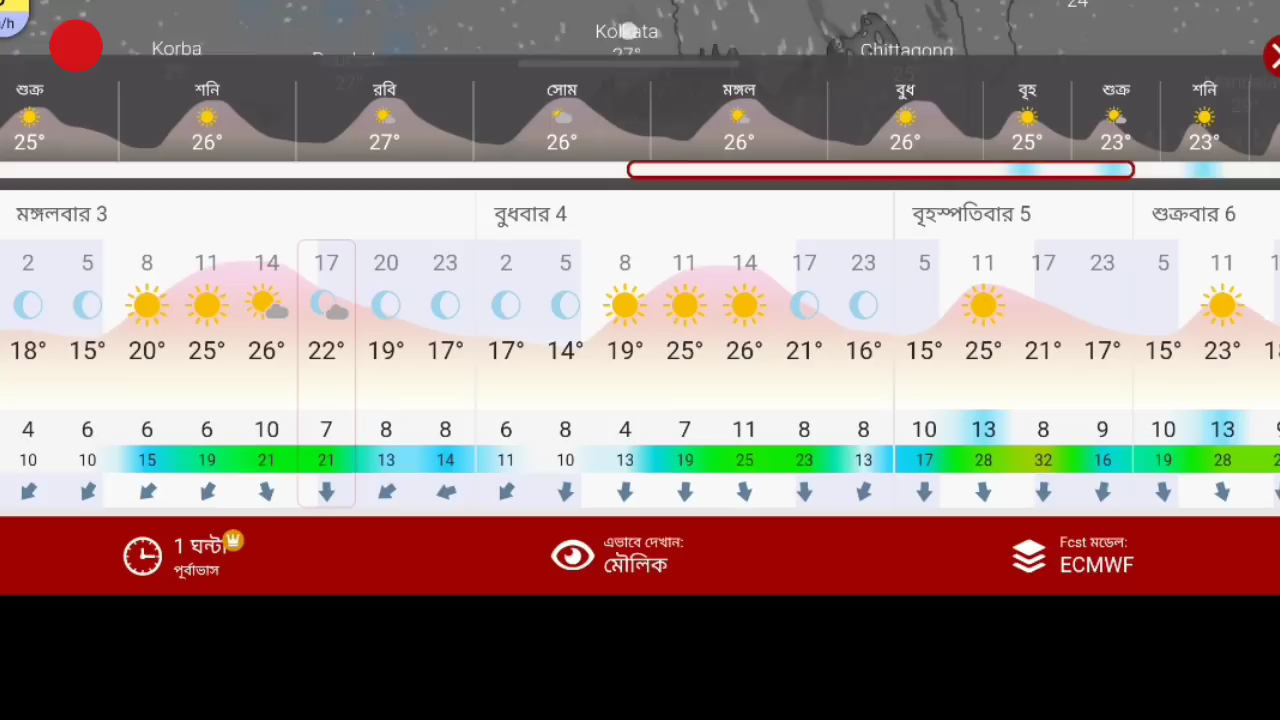 /h
24
Kolkata
27°
Korba
Chittagong
শুক্র শনি রবি সোম মঙ্গল বুধ বৃহ শুক্র শনি
25° 26° 27° 26° 26° 26° 25° 23° 23°
মঙ্গলবার 3 বুধবার 4 বৃহস্পতিবার 5 শুক্রবার 6
2 5 8 11 14 17 20 23 2 5 8 11 14 17 23 5 11 17 23 5 11
18° 15° 20° 25° 26° 22° 19° 17° 17° 14° 19° 25° 26° 21° 16° 15° 25° 21° 17° 15° 23°
4 6 6 6 10 7 8 8 6 8 4 7 11 8 8 10 13 8 9 10 13
10 10 15 19 21 21 13 14 11 10 13 19 25 23 13 17 28 32 16 19 28
1 ঘন্টা
পূর্বাভাস
এভাবে দেখান:
মৌলিক
Fcst মডেল:
ECMWF